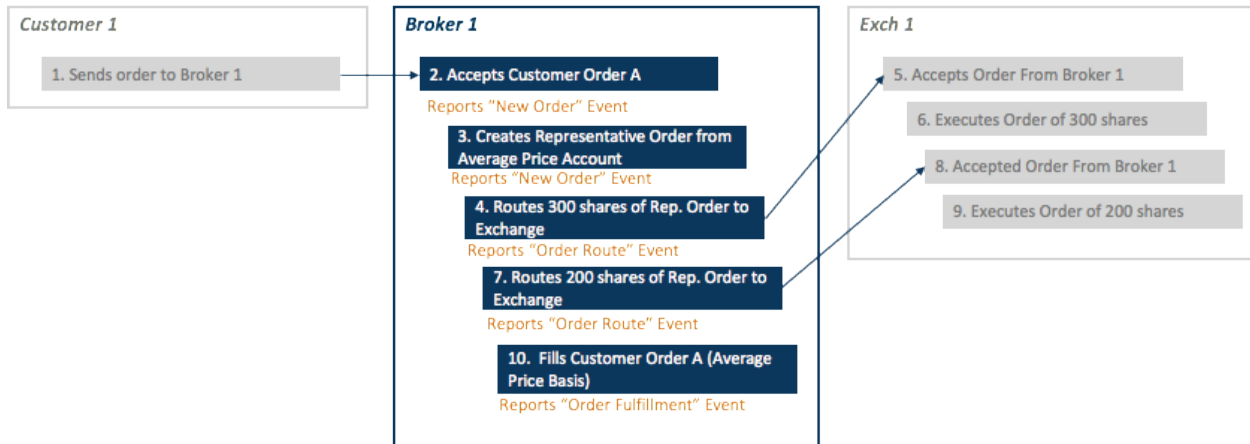 Customer 1
1. Sends order to Broker 1
Broker 1
2. Accepts Customer Order A
Reports "New Order" Event
3. Creates Representative Order from
Average Price Account
Reports "New Order" Event
4. Routes 300 shares of Rep. Order to
Exchange
Reports "Order Route" Event
7. Routes 200 shares of Rep. Order to
Exchange
Reports "Order Route" Event
10. Fills Customer Order A (Average
Price Basis)
Reports "Order Fulfillment" Event
Exch 1
5. Accepts Order From Broker 1
6. Executes Order of 300 shares
8. Accepted Order From Broker 1
9. Executes Order of 200 shares